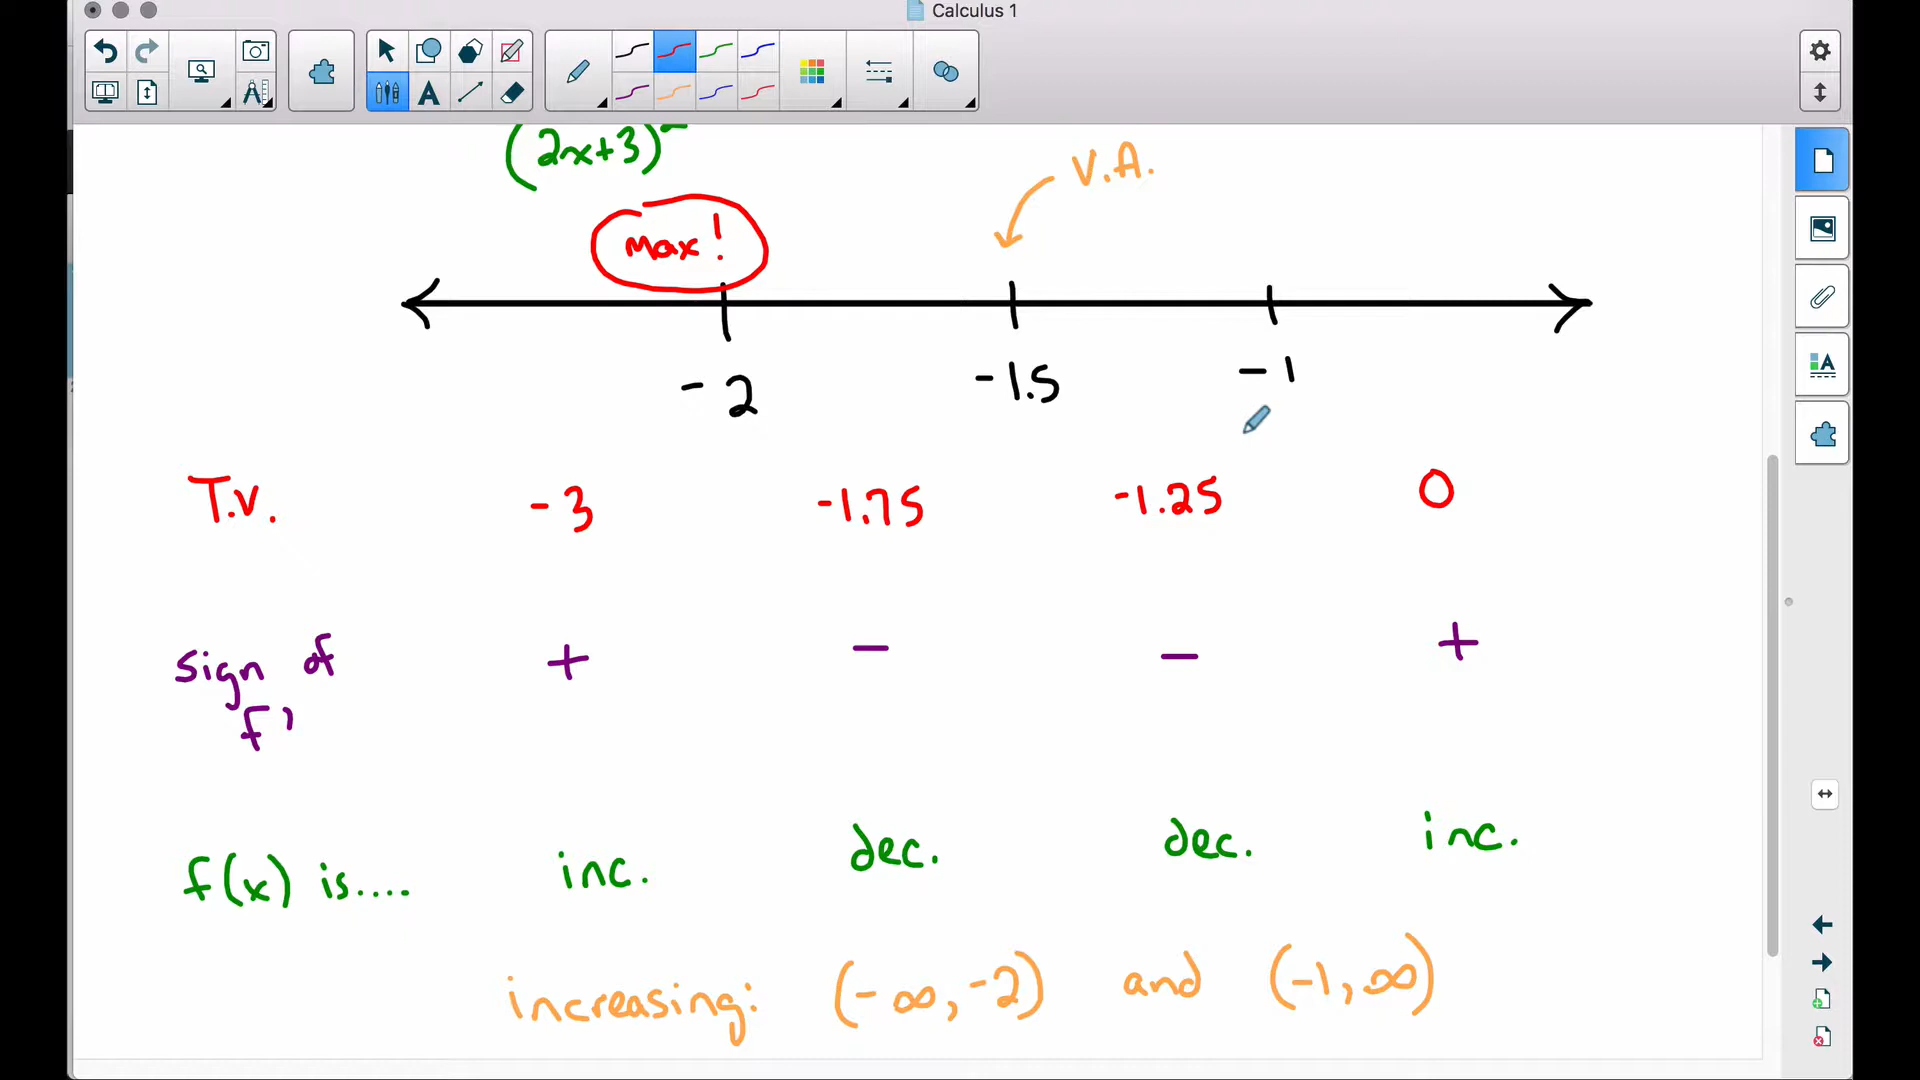 Calculus 1
(2x+3)²
V.A.
Max!
-2 -1.5 -1
T.V. -3 -1.75 -1.25 0
sign of f' + - - +
f(x) is.... inc. dec. dec. inc.
increasing: (-∞, -2) and (-1, ∞)